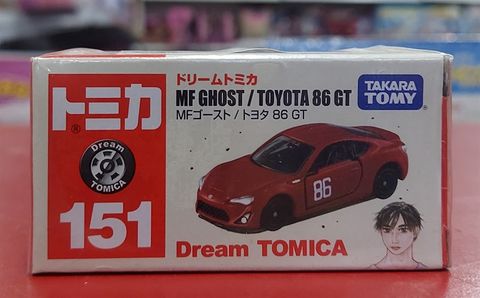 トミカ
®
Dream
TOMICA
151
ドリームトミカ
MF GHOST / TOYOTA 86 GT
MFゴースト / トヨタ 86 GT
TAKARA
TOMY
86
Dream TOMICA